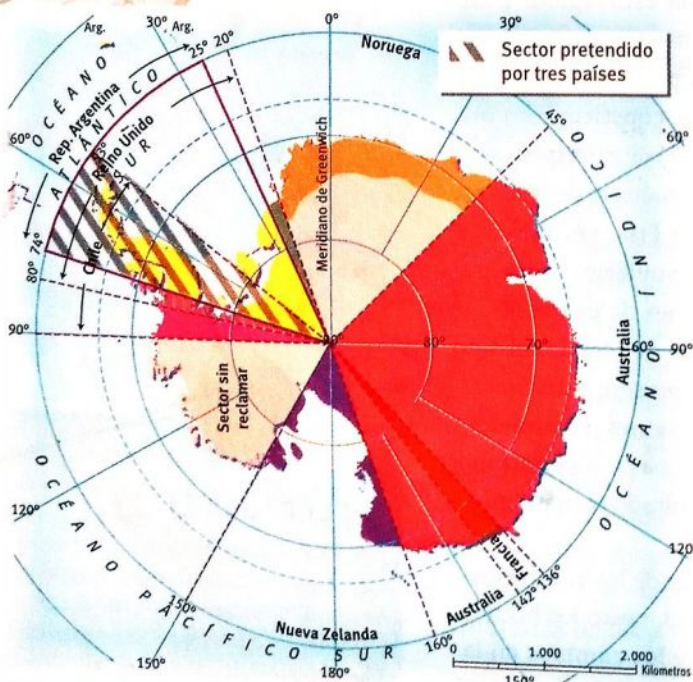 Arg.
Arg.
30°
25°
20°
0°
30°
Noruega
Sector pretendido
por tres países
45°
60°
OCÉANO
ATLÁNTICO
SUR
Rep. Argentina
Reino Unido
53°
60°
74°
80°
Chile
90°
Meridiano de Greenwich
80°
70°
60°
90°
Australia
OCÉANO ÍNDICO
Sector sin
reclamar
120°
120°
OCÉANO PACÍFICO SUR
Francia
136°
142°
Australia
150°
Nueva Zelanda
160°
150°
180°
150°
0
1.000
2.000
Kilometros